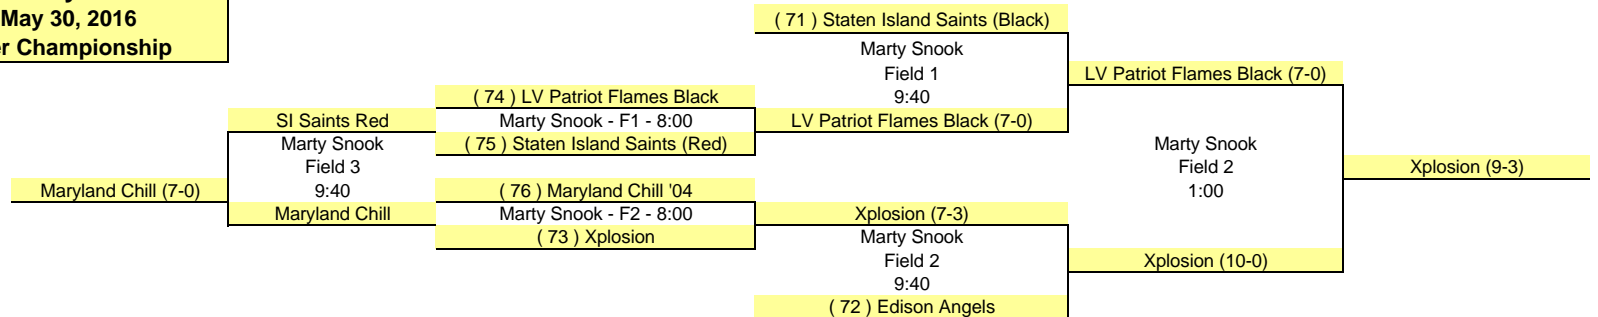 May 30, 2016
Championship
( 71 ) Staten Island Saints (Black)
Marty Snook
Field 1
9:40
LV Patriot Flames Black (7-0)
( 74 ) LV Patriot Flames Black
SI Saints Red
Marty Snook - F1 - 8:00
LV Patriot Flames Black (7-0)
Marty Snook
Field 3
9:40
( 75 ) Staten Island Saints (Red)
Marty Snook
Field 2
1:00
Xplosion (9-3)
Maryland Chill (7-0)
( 76 ) Maryland Chill '04
Maryland Chill
Marty Snook - F2 - 8:00
Xplosion (7-3)
( 73 ) Xplosion
Marty Snook
Field 2
9:40
Xplosion (10-0)
( 72 ) Edison Angels